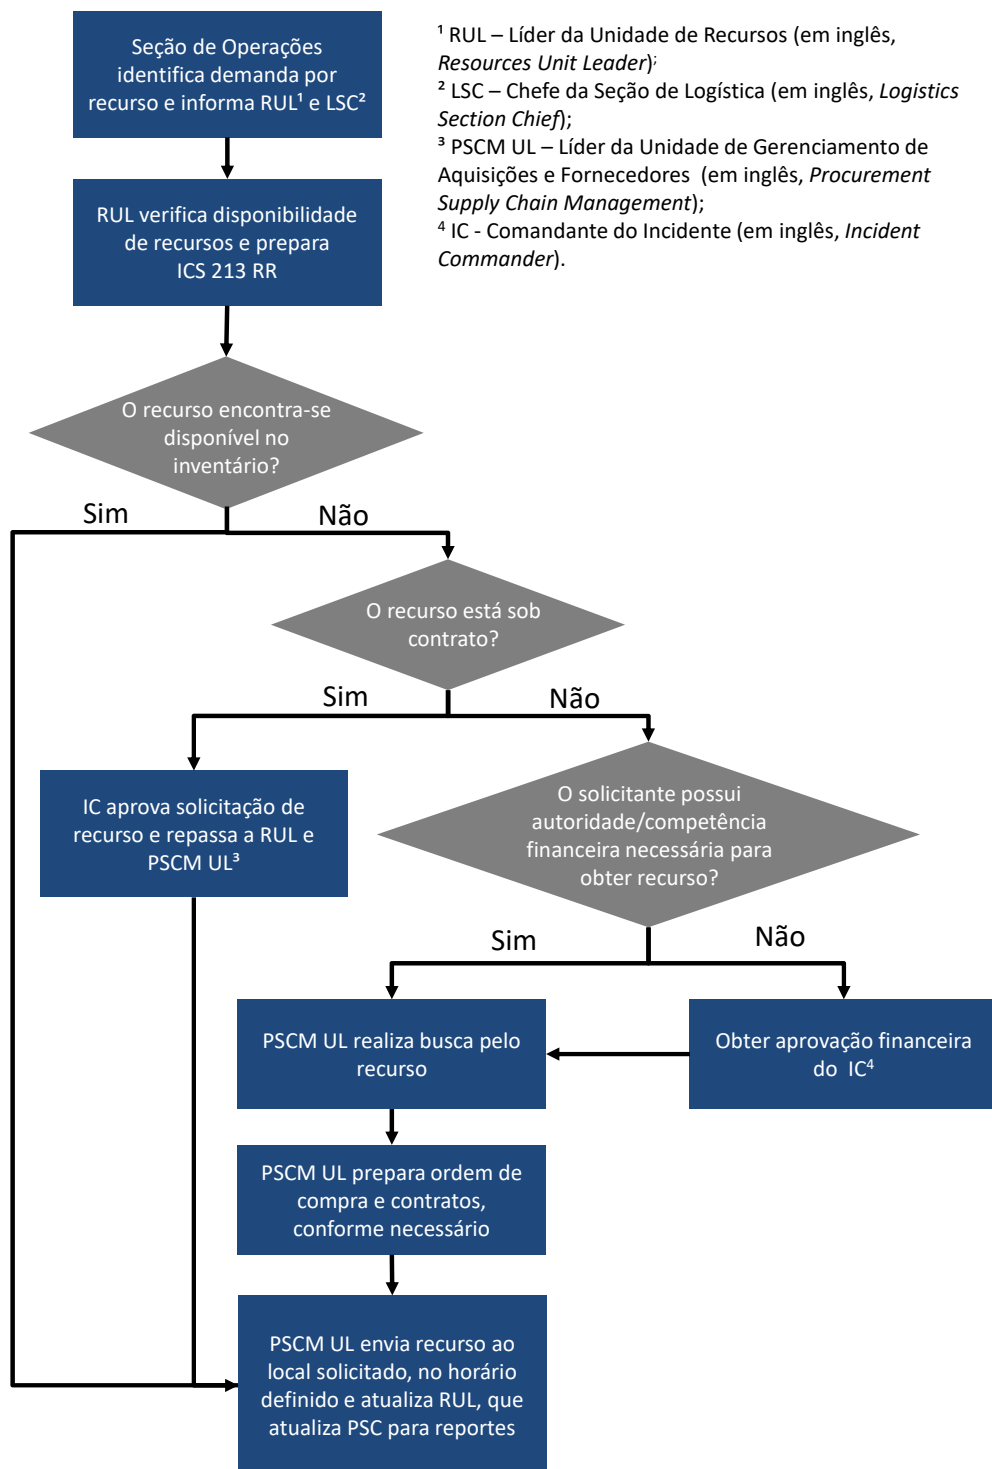 Seção de Operações
identifica demanda por
recurso e informa RUL¹ e LSC²
¹ RUL – Líder da Unidade de Recursos (em inglês,
Resources Unit Leader);
² LSC – Chefe da Seção de Logística (em inglês, Logistics
Section Chief);
³ PSCM UL – Líder da Unidade de Gerenciamento de
Aquisições e Fornecedores (em inglês, Procurement
Supply Chain Management);
⁴ IC - Comandante do Incidente (em inglês, Incident
Commander).
RUL verifica disponibilidade
de recursos e prepara
ICS 213 RR
O recurso encontra-se
disponível no
inventário?
Sim
Não
O recurso está sob
contrato?
Sim
Não
IC aprova solicitação de
recurso e repassa a RUL e
PSCM UL³
O solicitante possui
autoridade/competência
financeira necessária para
obter recurso?
Sim
Não
PSCM UL realiza busca pelo
recurso
Obter aprovação financeira
do IC⁴
PSCM UL prepara ordem de
compra e contratos,
conforme necessário
PSCM UL envia recurso ao
local solicitado, no horário
definido e atualiza RUL, que
atualiza PSC para reportes